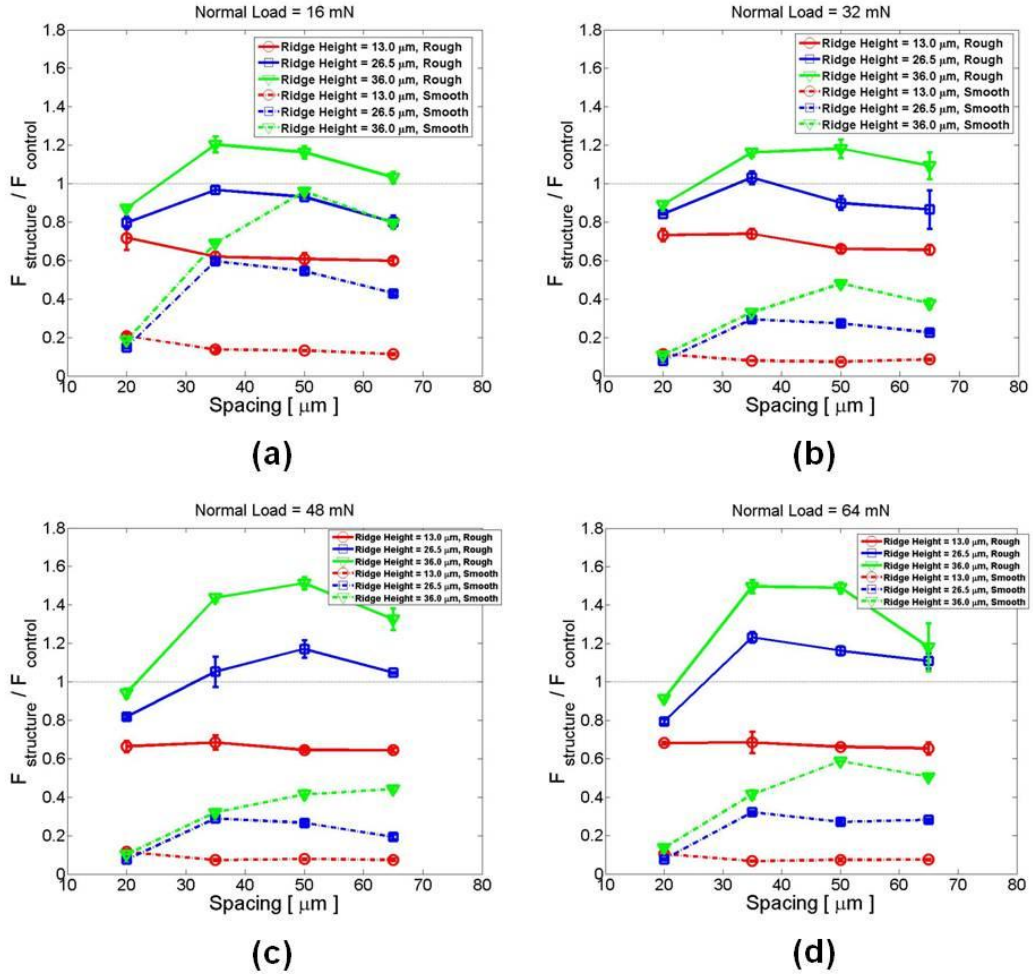 Normal Load = 16 mN
1.8
1.6
1.4
1.2
1
0.8
0.6
0.4
0.2
0
F structure / F control
Ridge Height = 13.0 μm, Rough
Ridge Height = 26.5 μm, Rough
Ridge Height = 36.0 μm, Rough
Ridge Height = 13.0 μm, Smooth
Ridge Height = 26.5 μm, Smooth
Ridge Height = 36.0 μm, Smooth
10 20 30 40 50 60 70 80
Spacing [ μm ]
(a)
Normal Load = 32 mN
1.8
1.6
1.4
1.2
1
0.8
0.6
0.4
0.2
0
F structure / F control
Ridge Height = 13.0 μm, Rough
Ridge Height = 26.5 μm, Rough
Ridge Height = 36.0 μm, Rough
Ridge Height = 13.0 μm, Smooth
Ridge Height = 26.5 μm, Smooth
Ridge Height = 36.0 μm, Smooth
10 20 30 40 50 60 70 80
Spacing [ μm ]
(b)
Normal Load = 48 mN
1.8
1.6
1.4
1.2
1
0.8
0.6
0.4
0.2
0
F structure / F control
Ridge Height = 13.0 μm, Rough
Ridge Height = 26.5 μm, Rough
Ridge Height = 36.0 μm, Rough
Ridge Height = 13.0 μm, Smooth
Ridge Height = 26.5 μm, Smooth
Ridge Height = 36.0 μm, Smooth
10 20 30 40 50 60 70 80
Spacing [ μm ]
(c)
Normal Load = 64 mN
1.8
1.6
1.4
1.2
1
0.8
0.6
0.4
0.2
0
F structure / F control
Ridge Height = 13.0 μm, Rough
Ridge Height = 26.5 μm, Rough
Ridge Height = 36.0 μm, Rough
Ridge Height = 13.0 μm, Smooth
Ridge Height = 26.5 μm, Smooth
Ridge Height = 36.0 μm, Smooth
10 20 30 40 50 60 70 80
Spacing [ μm ]
(d)